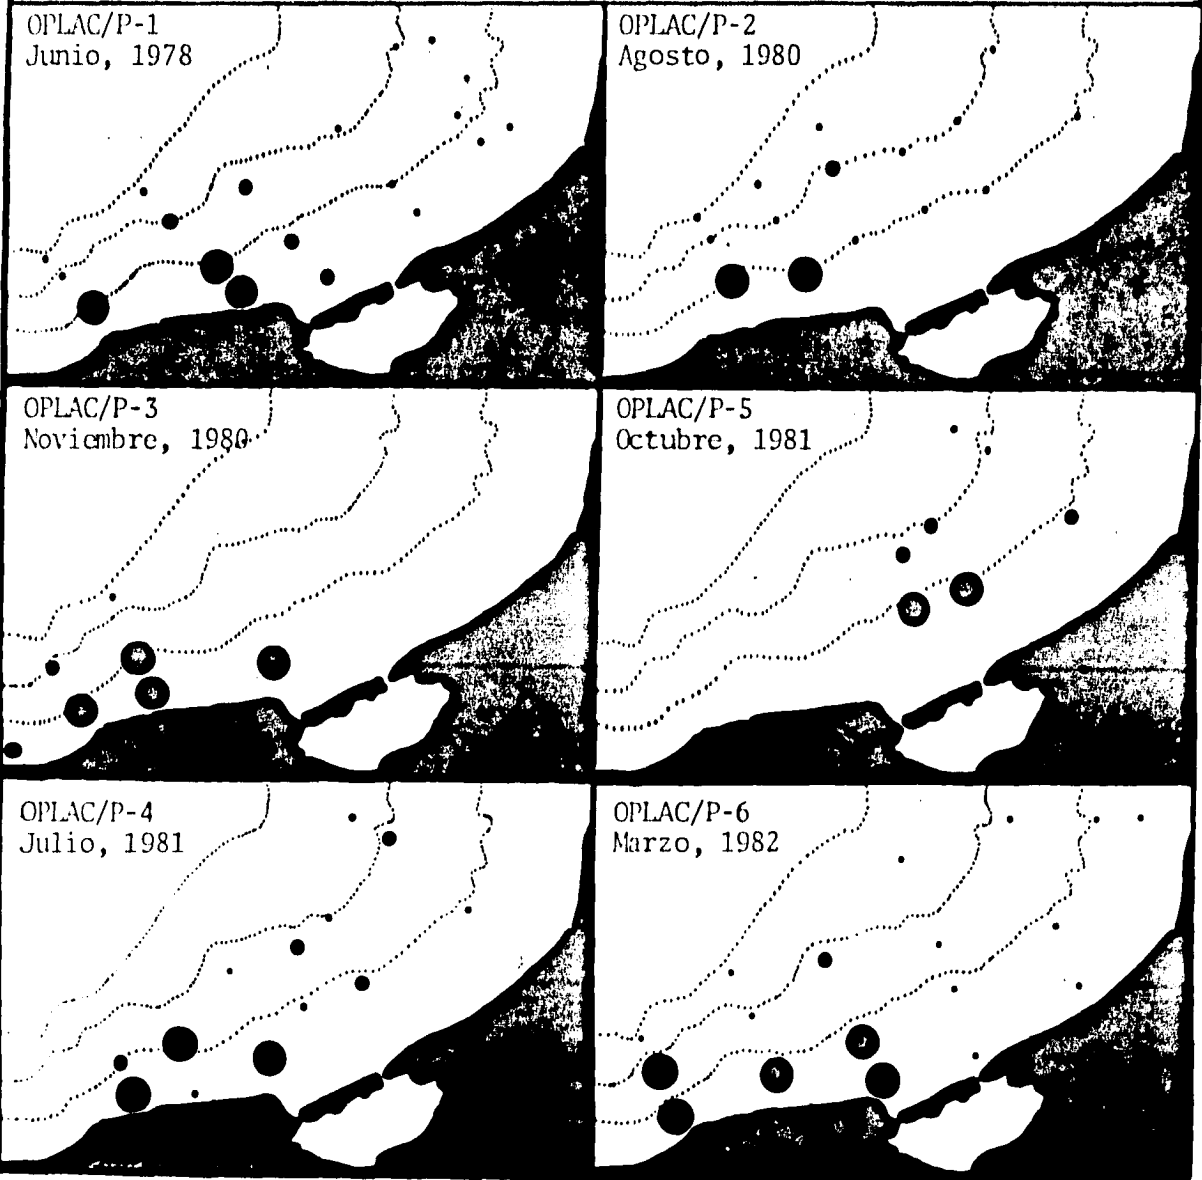 OPLAC/P-1
Junio, 1978
OPLAC/P-2
Agosto, 1980
OPLAC/P-3
Noviembre, 1980
OPLAC/P-5
Octubre, 1981
OPLAC/P-4
Julio, 1981
OPLAC/P-6
Marzo, 1982